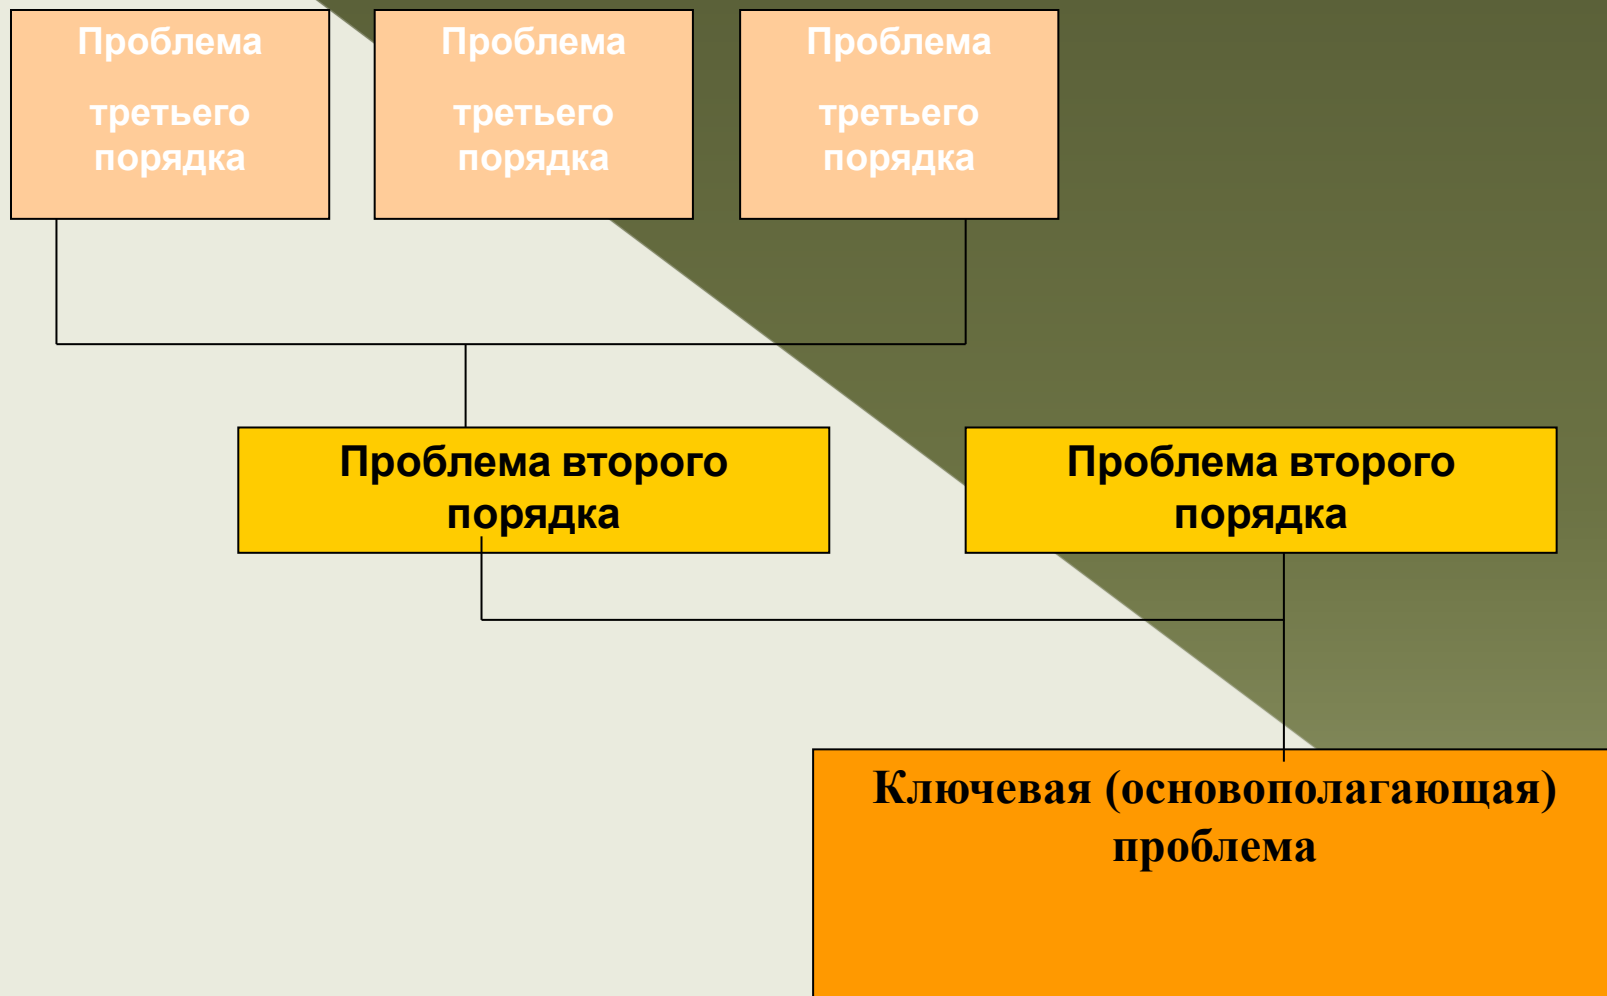 Проблема
третьего
порядка
Проблема
третьего
порядка
Проблема
третьего
порядка
Проблема второго
порядка
Проблема второго
порядка
Ключевая (основополагающая)
проблема